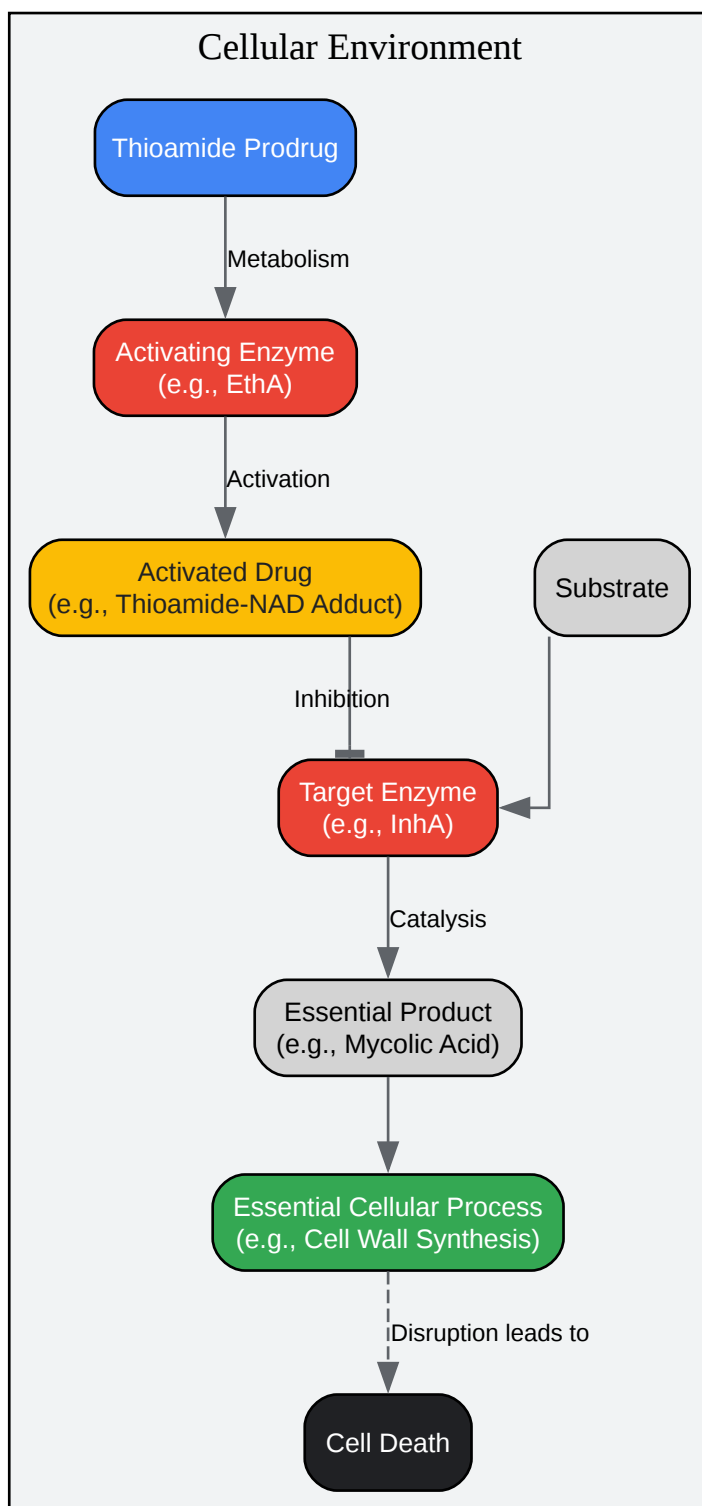 Cellular Environment
Thioamide Prodrug
Metabolism
Activating Enzyme
(e.g., EthA)
Activation
Activated Drug
(e.g., Thioamide-NAD Adduct)
Substrate
Inhibition
Target Enzyme
(e.g., InhA)
Catalysis
Essential Product
(e.g., Mycolic Acid)
Essential Cellular Process
(e.g., Cell Wall Synthesis)
Disruption leads to
Cell Death